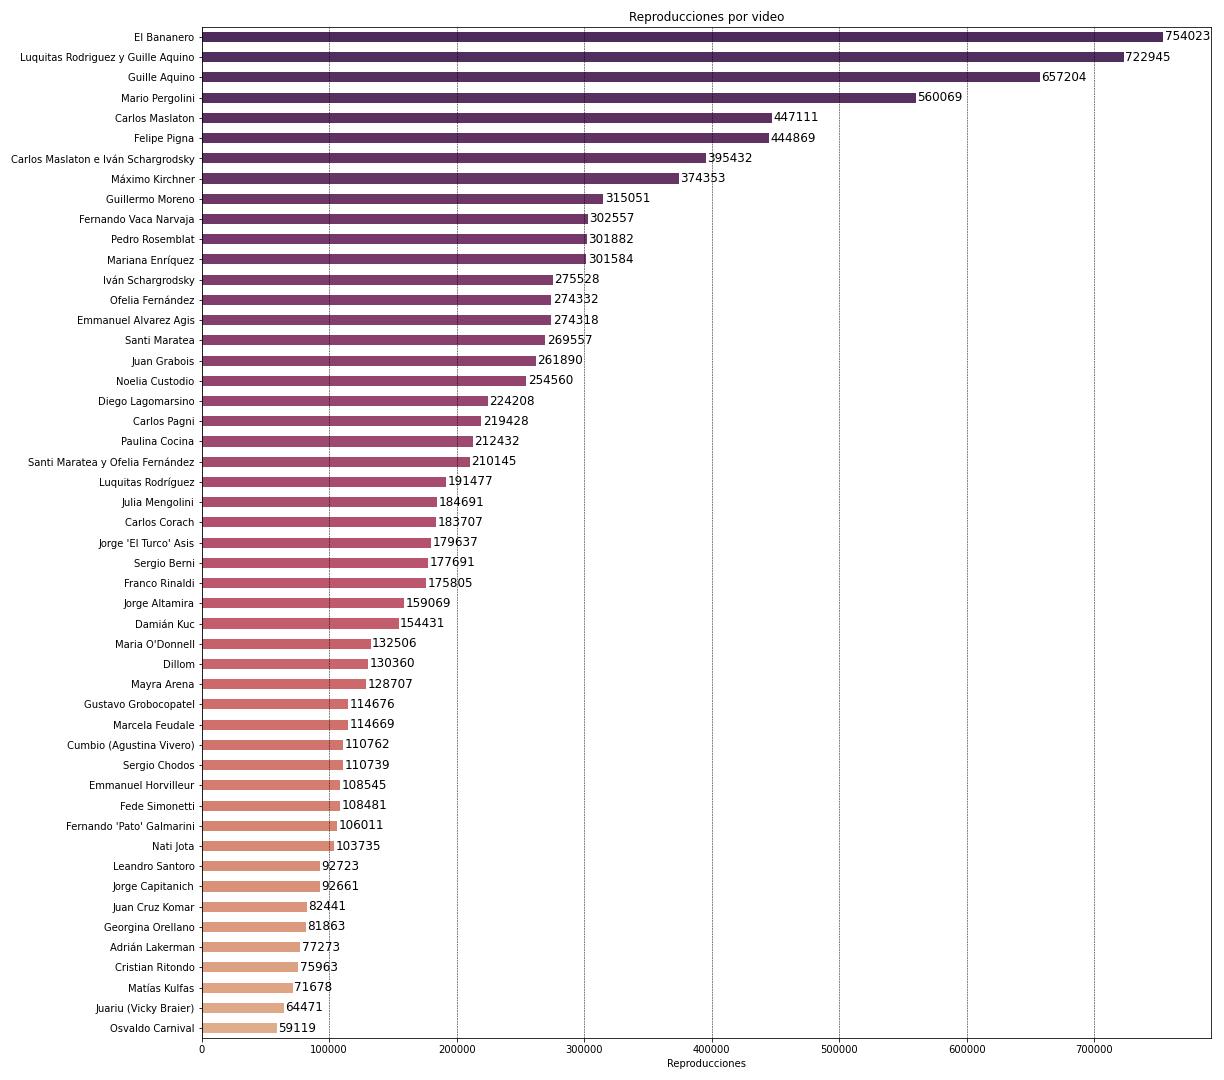 Reproducciones por video
El Bananero 754023
Luquitas Rodriguez y Guille Aquino 722945
Guille Aquino 657204
Mario Pergolini 560069
Carlos Maslaton 447111
Felipe Pigna 444869
Carlos Maslaton e Iván Schargrodsky 395432
Máximo Kirchner 374353
Guillermo Moreno 315051
Fernando Vaca Narvaja 302557
Pedro Rosemblat 301882
Mariana Enríquez 301584
Iván Schargrodsky 275528
Ofelia Fernández 274332
Emmanuel Alvarez Agis 274318
Santi Maratea 269557
Juan Grabois 261890
Noelia Custodio 254560
Diego Lagomarsino 224208
Carlos Pagni 219428
Paulina Cocina 212432
Santi Maratea y Ofelia Fernández 210145
Luquitas Rodríguez 191477
Julia Mengolini 184691
Carlos Corach 183707
Jorge 'El Turco' Asis 179637
Sergio Berni 177691
Franco Rinaldi 175805
Jorge Altamira 159069
Damián Kuc 154431
Maria O'Donnell 132506
Dillom 130360
Mayra Arena 128707
Gustavo Grobocopatel 114676
Marcela Feudale 114669
Cumbio (Agustina Vivero) 110762
Sergio Chodos 110739
Emmanuel Horvilleur 108545
Fede Simonetti 108481
Fernando 'Pato' Galmarini 106011
Nati Jota 103735
Leandro Santoro 92723
Jorge Capitanich 92661
Juan Cruz Komar 82441
Georgina Orellano 81863
Adrián Lakerman 77273
Cristian Ritondo 75963
Matías Kulfas 71678
Juariu (Vicky Braier) 64471
Osvaldo Carnival 59119
0 100000 200000 300000 400000 500000 600000 700000
Reproducciones